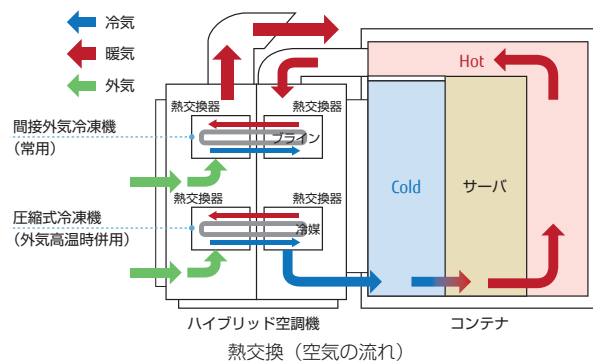 冷気
暖気
外気
Hot
熱交換器
熱交換器
間接外気冷凍機
(常用)
ブライン
Cold
サーバ
熱交換器
熱交換器
圧縮式冷凍機
(外気高温時併用)
冷媒
ハイブリッド空調機
コンテナ
熱交換（空気の流れ）